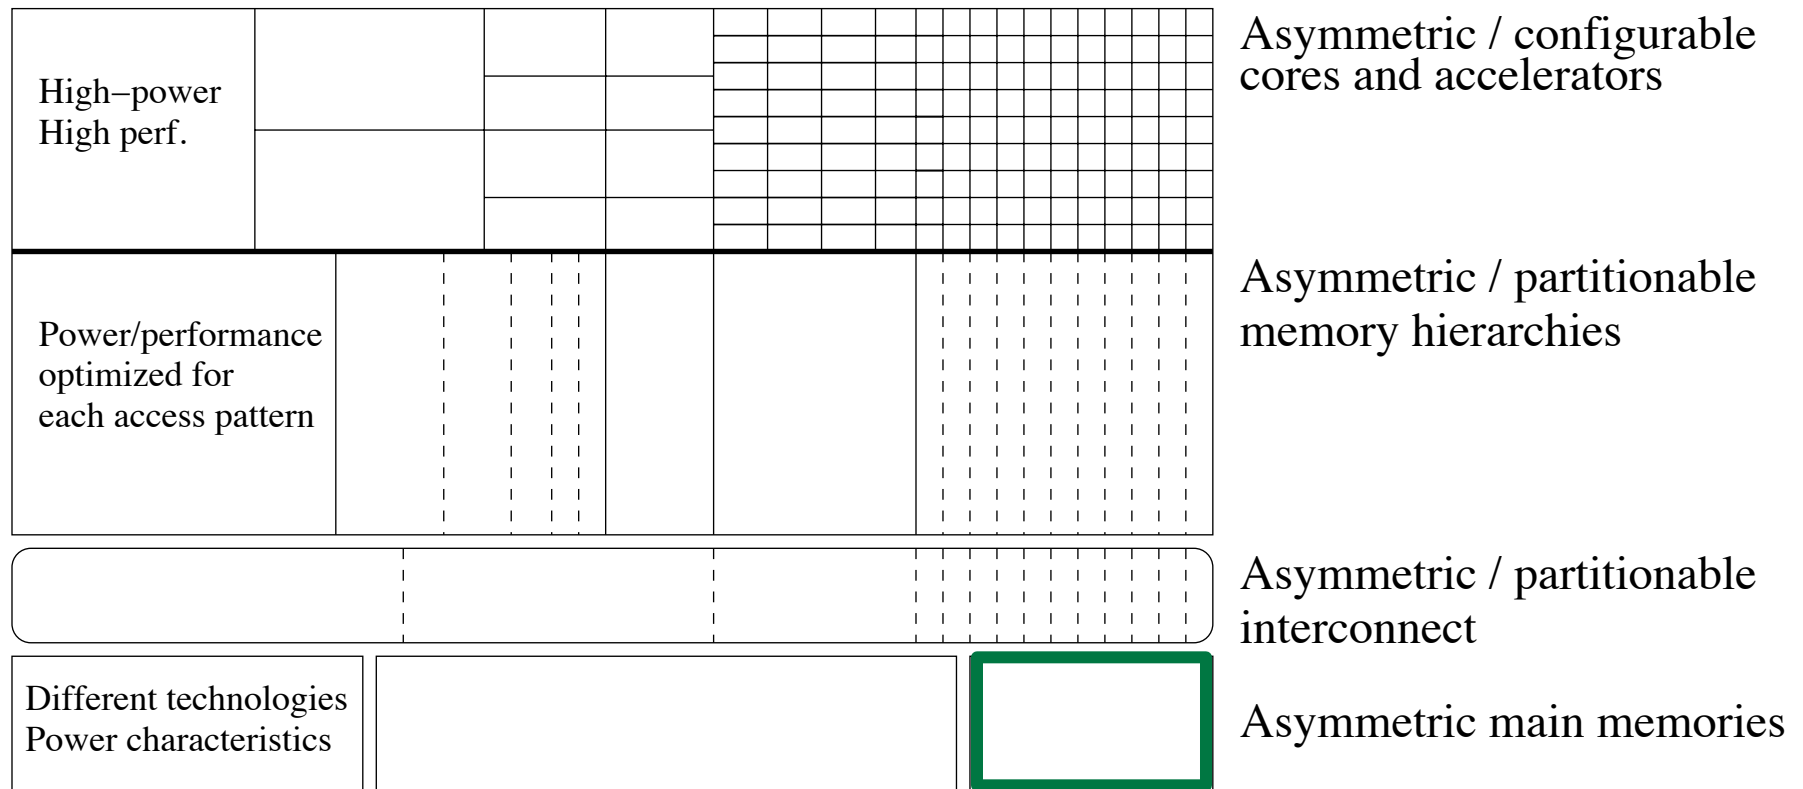 High−power
High perf.
Asymmetric / configurable
cores and accelerators
Power/performance
optimized for
each access pattern
Asymmetric / partitionable
memory hierarchies
Asymmetric / partitionable
interconnect
Different technologies
Power characteristics
Asymmetric main memories